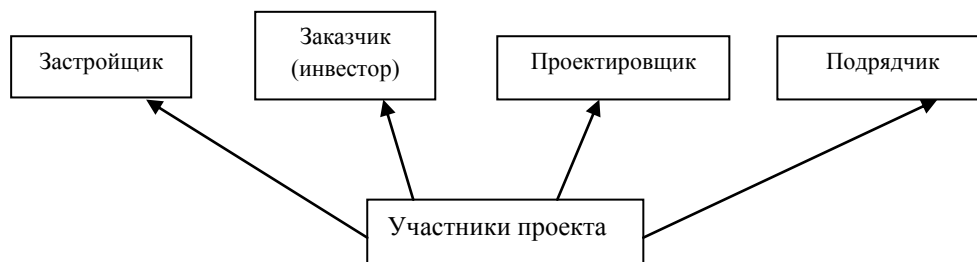 Застройщик
Заказчик
(инвестор)
Проектировщик
Подрядчик
Участники проекта